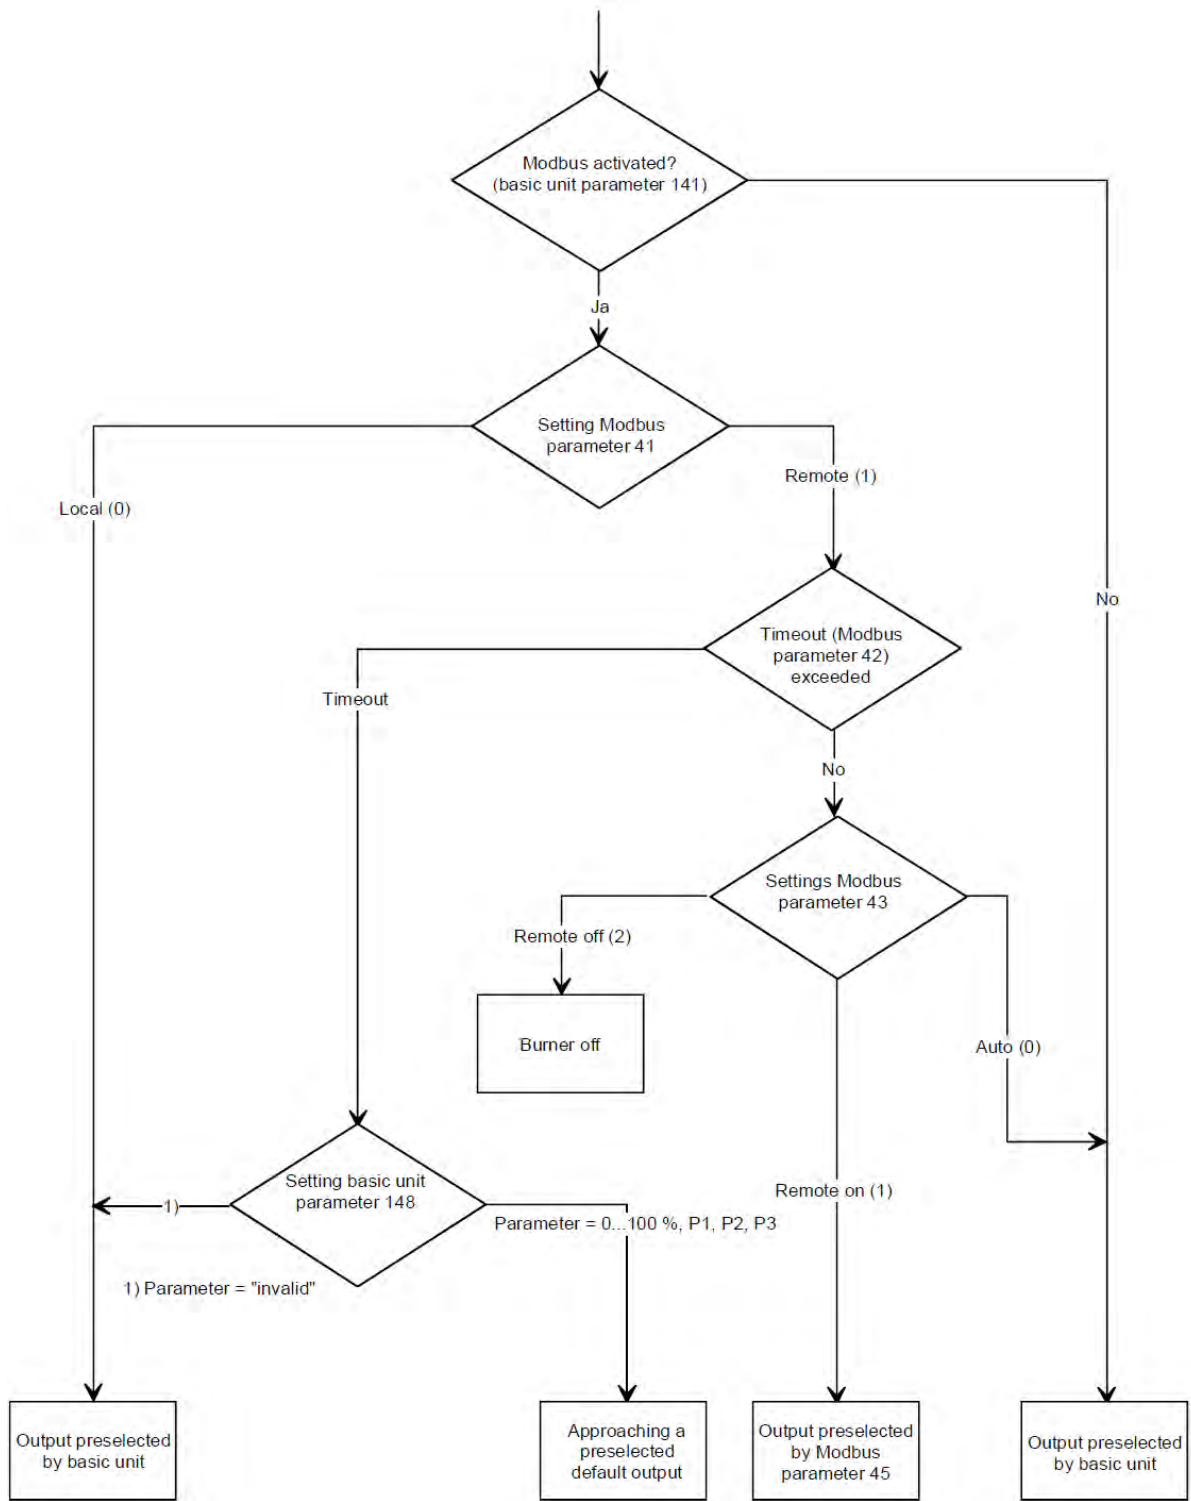 Modbus activated?
(basic unit parameter 141)
Ja
Setting Modbus
parameter 41
Remote (1)
Local (0)
No
Timeout (Modbus
parameter 42)
exceeded
Timeout
No
Settings Modbus
parameter 43
Remote off (2)
Burner off
Auto (0)
Setting basic unit
parameter 148
1)
Remote on (1)
Parameter = 0...100 %, P1, P2, P3
1) Parameter = "invalid"
Output preselected
by basic unit
Approaching a
preselected
default output
Output preselected
by Modbus
parameter 45
Output preselected
by basic unit